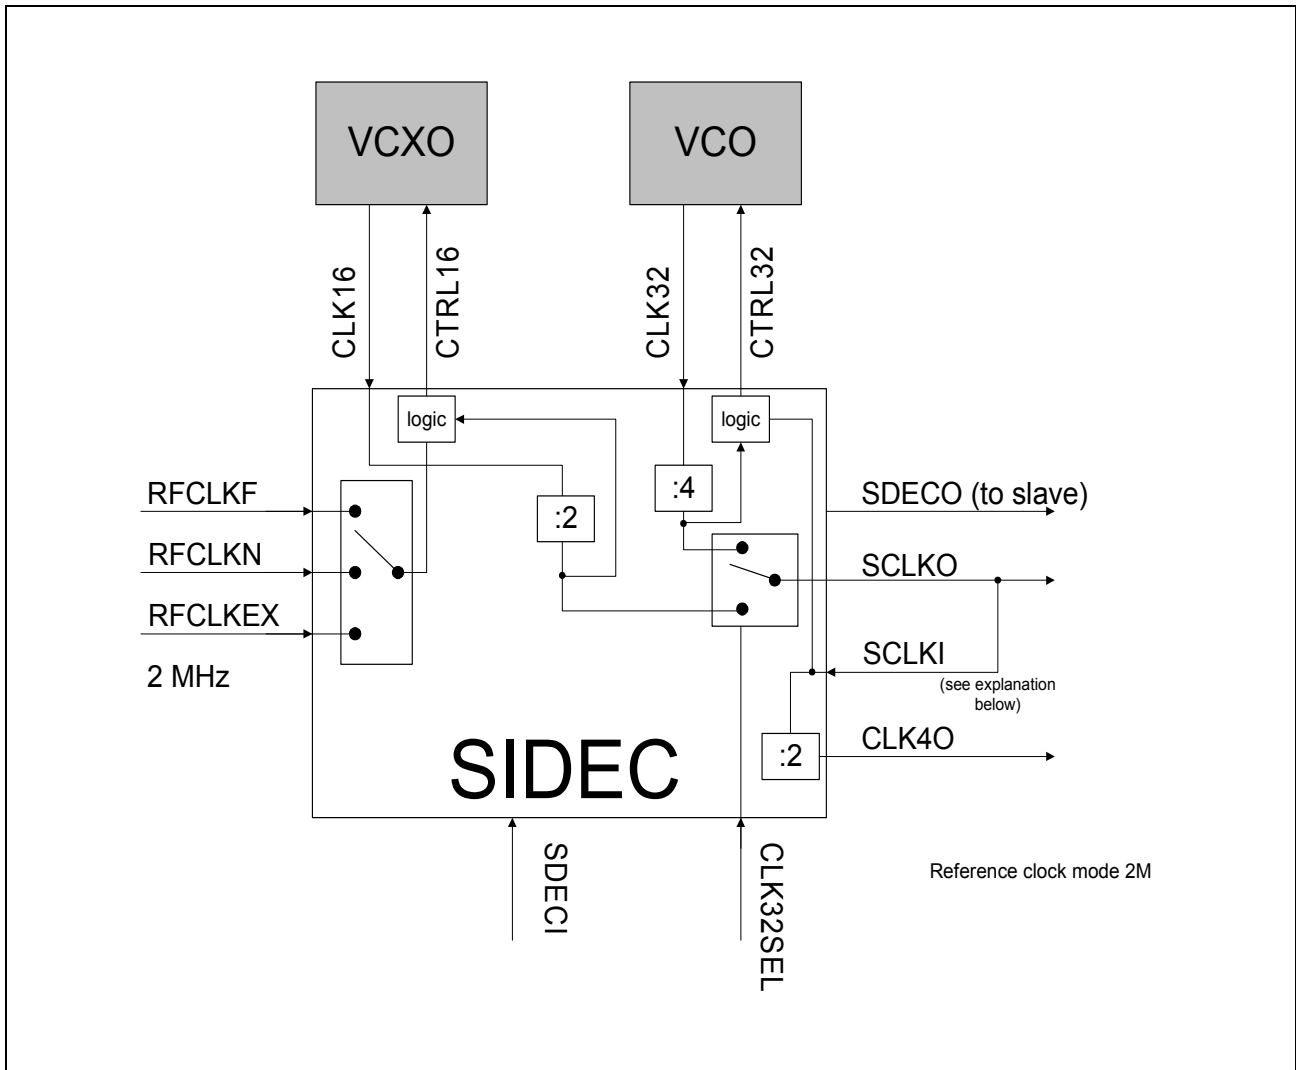 VCXO
VCO
CLK16
CTRL16
CLK32
CTRL32
logic
logic
RFCLKF
RFCLKN
RFCLKEX
2 MHz
:2
:4
SDECO (to slave)
SCLKO
SCLKI
(see explanation
below)
:2
CLK4O
SIDEC
SDECI
CLK32SEL
Reference clock mode 2M